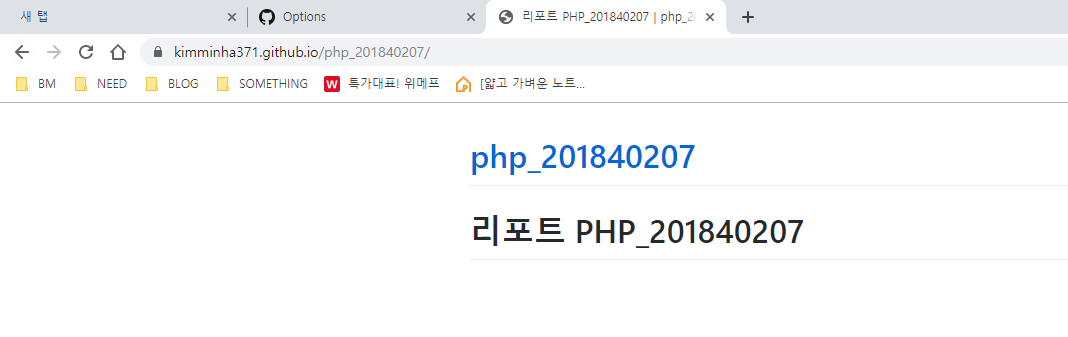 새 탭
Options
리포트 PHP_201840207 | php_20
kimminha371.github.io/php_201840207/
BM NEED BLOG SOMETHING 특가대표! 위메프 [얇고 가벼운 노트...
php_201840207
리포트 PHP_201840207